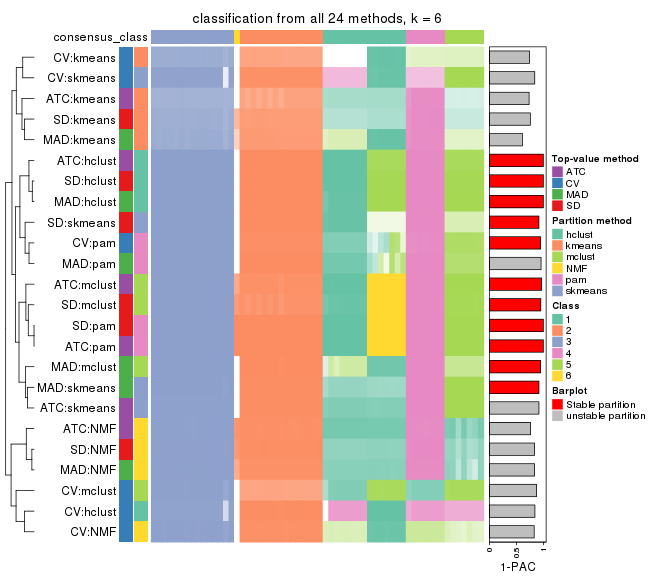 classification from all 24 methods, k = 6
consensus_class
CV:kmeans
CV:skmeans
ATC:kmeans
SD:kmeans
MAD:kmeans
ATC:hclust
SD:hclust
MAD:hclust
SD:skmeans
CV:pam
MAD:pam
ATC:mclust
SD:mclust
SD:pam
ATC:pam
MAD:mclust
MAD:skmeans
ATC:skmeans
ATC:NMF
SD:NMF
MAD:NMF
CV:mclust
CV:hclust
CV:NMF
0
0.5
1
1-PAC
Top-value method
ATC
CV
MAD
SD
Partition method
hclust
kmeans
mclust
NMF
pam
skmeans
Class
1
2
3
4
5
6
Barplot
Stable partition
unstable partition